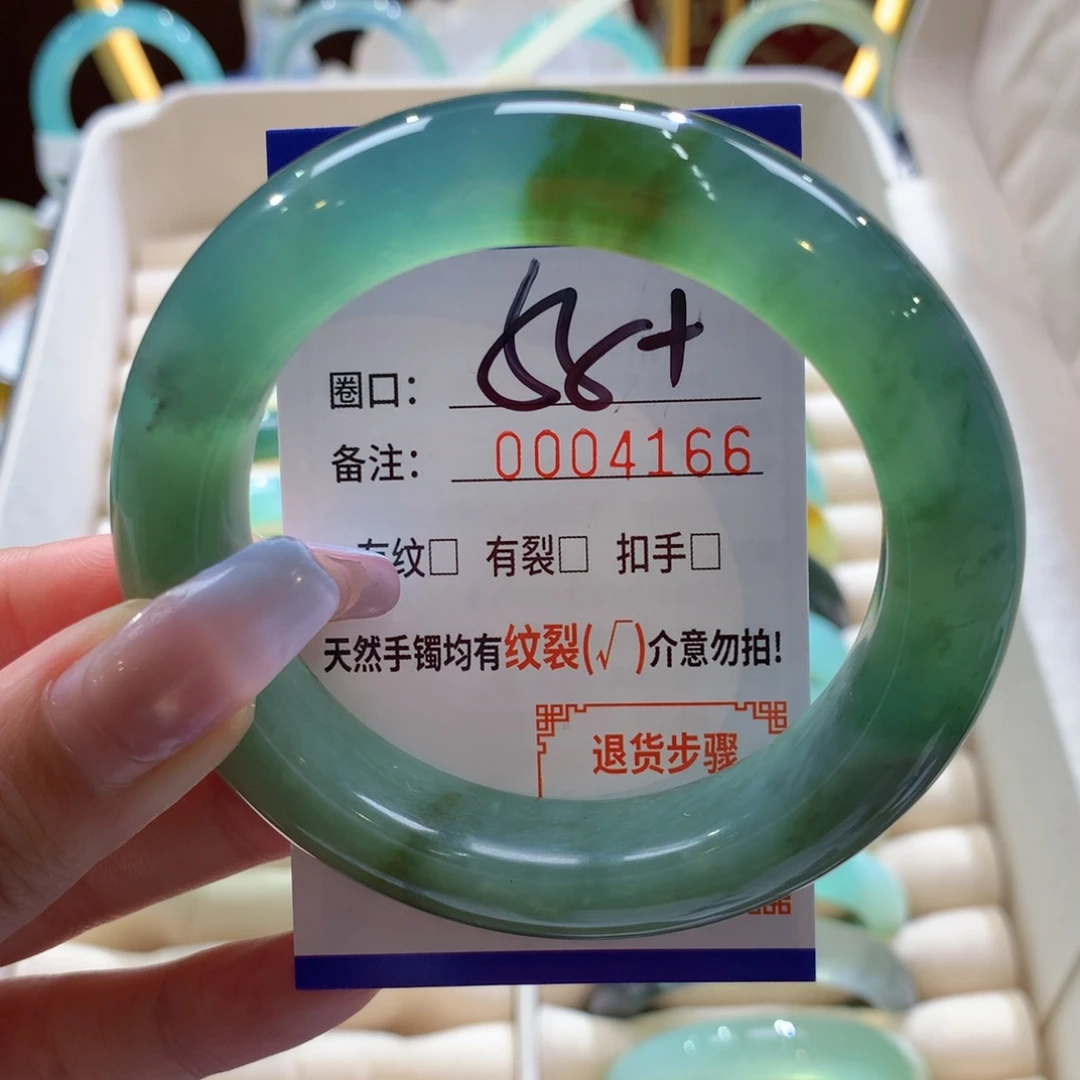 圈口： 58+
备注： 0004166
有纹□ 有裂□ 扣手□
天然手镯均有纹裂(√)介意勿拍!
退货步骤